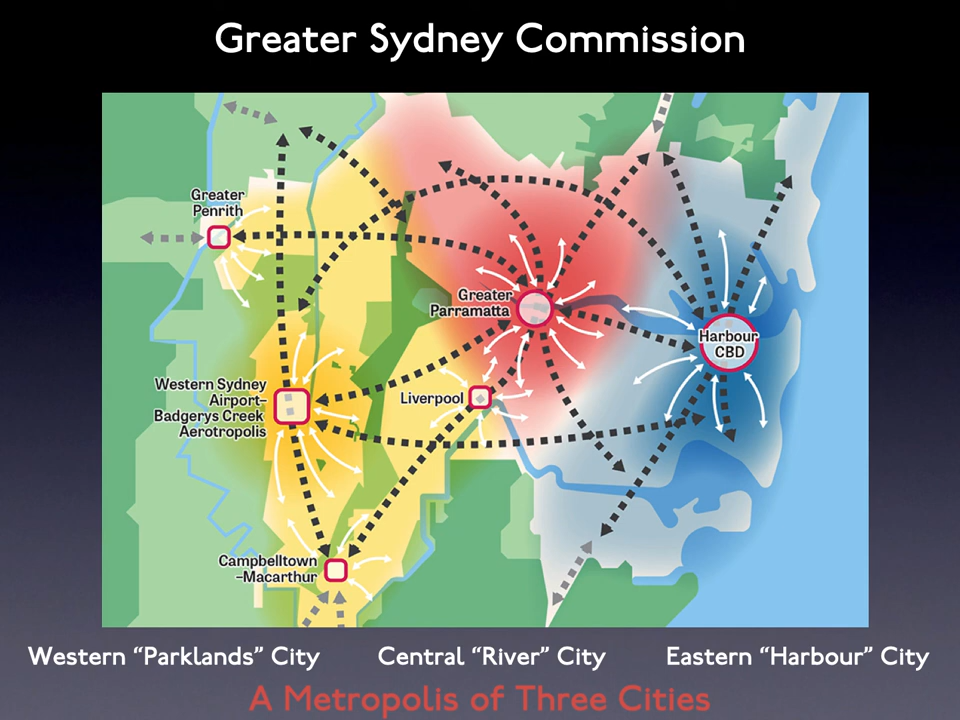 Greater Sydney Commission
Greater
Penrith
Greater
Parramatta
Harbour
CBD
Western Sydney
Airport–
Badgerys Creek
Aerotropolis
Liverpool
Campbelltown
–Macarthur
Western “Parklands” City
Central “River” City
Eastern “Harbour” City
A Metropolis of Three Cities